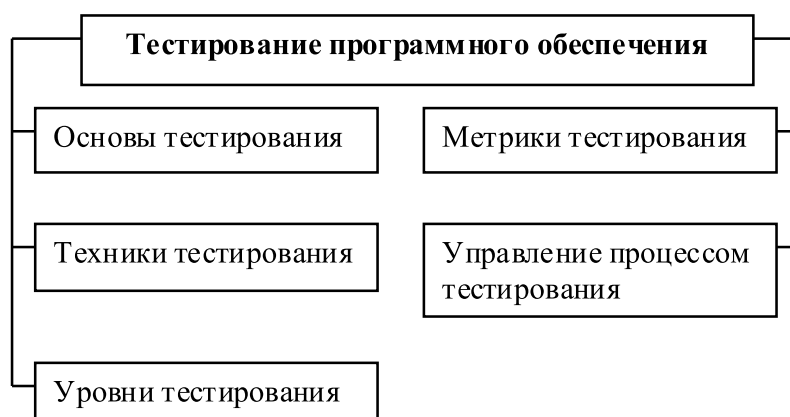 Тестирование программного обеспечения
Основы тестирования
Метрики тестирования
Техники тестирования
Управление процессом
тестирования
Уровни тестирования